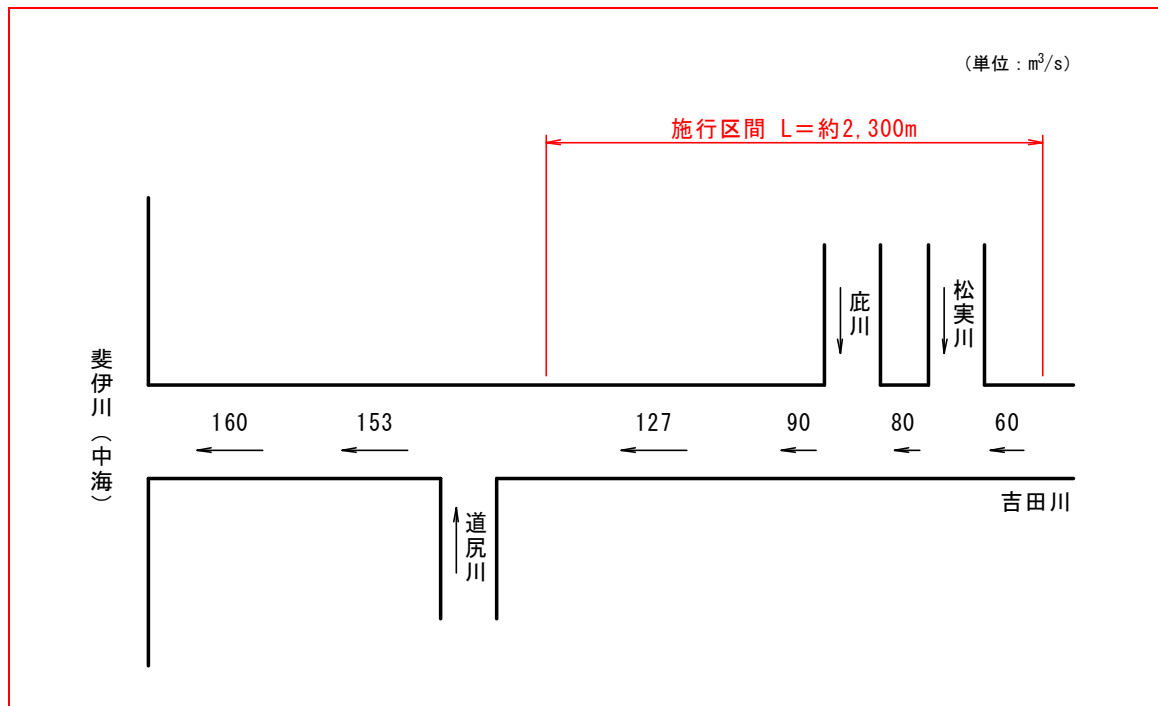 (単位：m³/s)
施行区間 L＝約2,300m
松実川
庇川
斐伊川(中海)
160
153
127
90
80
60
吉田川
道尻川